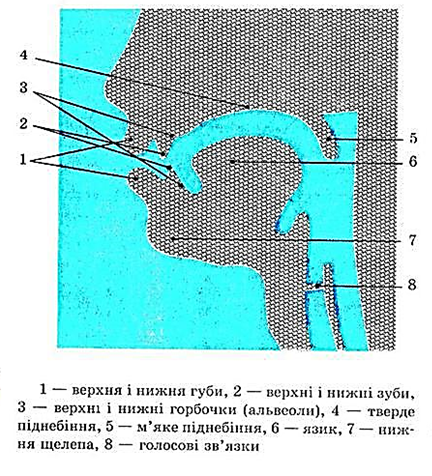 4
3
2
1
5
6
7
8
1 — верхня і нижня губи, 2 — верхні і нижні зуби,
3 — верхні і нижні горбочки (альвеоли), 4 — тверде
піднебіння, 5 — м'яке піднебіння, 6 — язик, 7 — ниж-
ня щелепа, 8 — голосові зв'язки